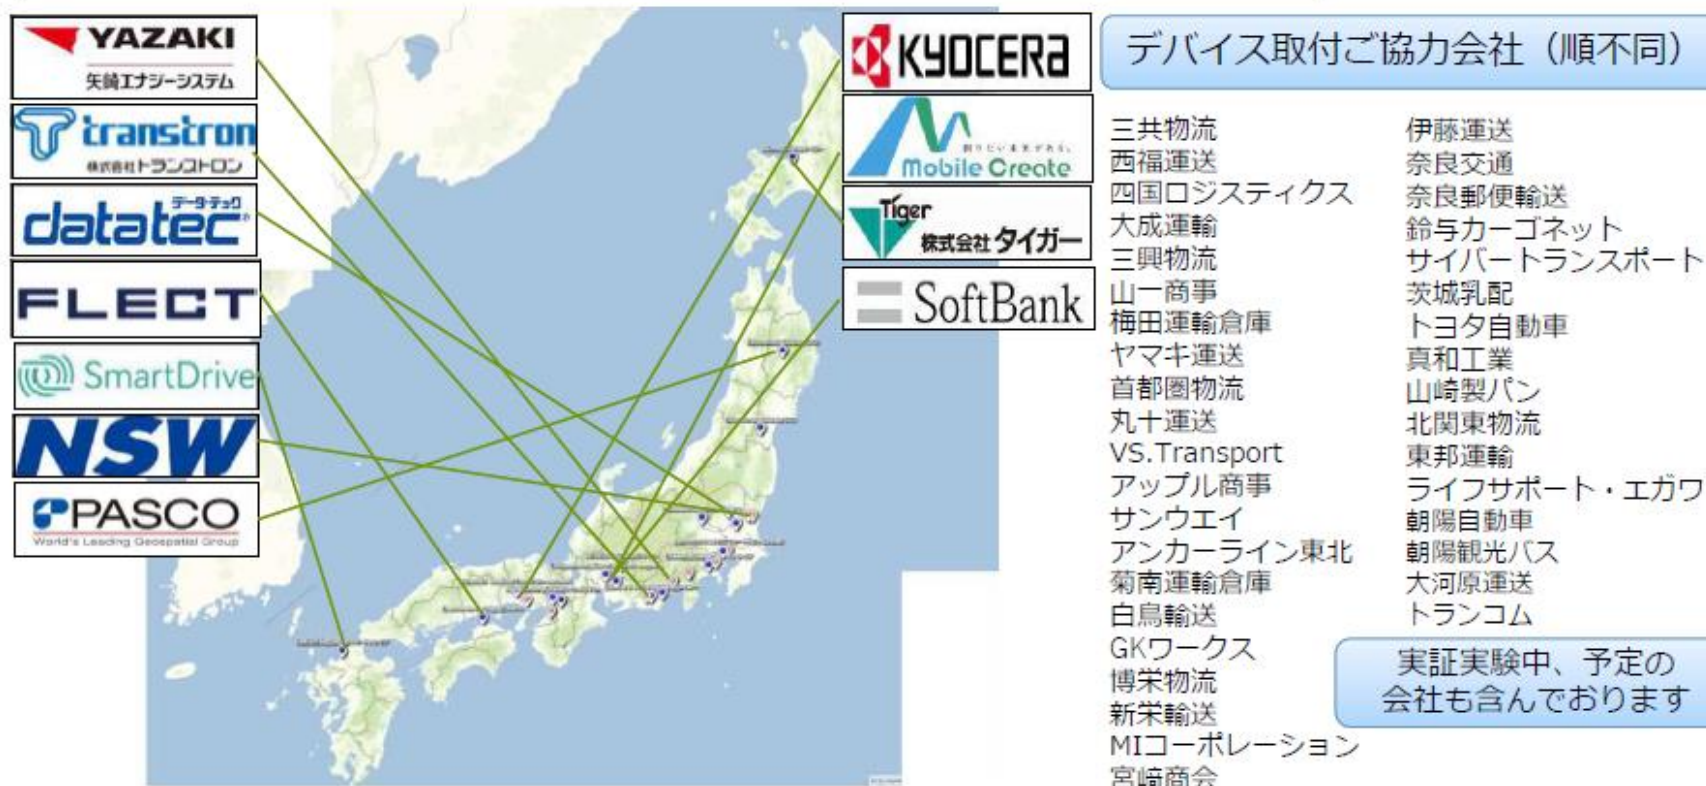 YAZAKI
矢崎エナジーシステム
transtron
株式会社トランストロン
データ・テック
datatec
FLECT
SmartDrive
NSW
PASCO
World's Leading Geospatial Group
KYOCERA
創りたい未来がある。
Mobile Create
Tiger
株式会社タイガー
SoftBank
デバイス取付ご協力会社（順不同）
三共物流
西福運送
四国ロジスティクス
大成運輸
三興物流
山一商事
梅田運輸倉庫
ヤマキ運送
首都圏物流
丸十運送
VS.Transport
アップル商事
サンウエイ
アンカーライン東北
菊南運輸倉庫
白鳥輸送
GKワークス
博栄物流
新栄輸送
MIコーポレーション
宮﨑商会
伊藤運送
奈良交通
奈良郵便輸送
鈴与カーゴネット
サイバートランスポート
茨城乳配
トヨタ自動車
真和工業
山崎製パン
北関東物流
東邦運輸
ライフサポート・エガワ
朝陽自動車
朝陽観光バス
大河原運送
トランコム
実証実験中、予定の
会社も含んでおります